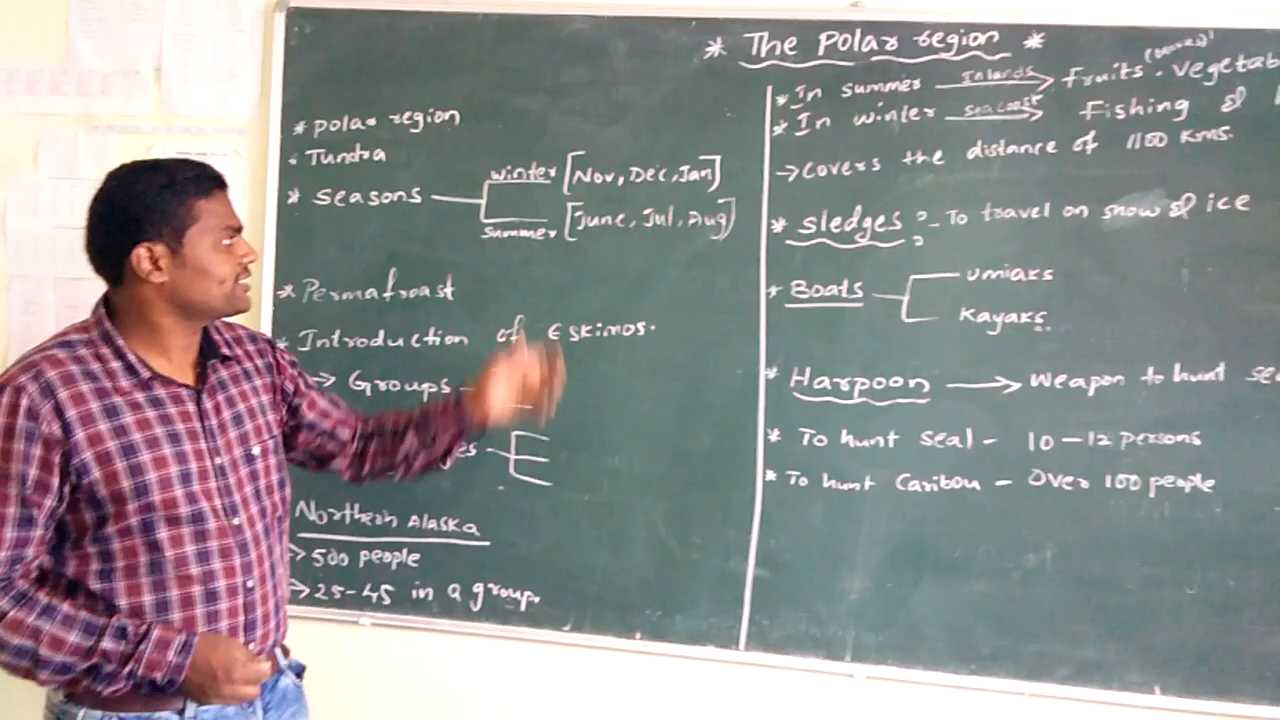 * The Polar region *
* polar region
* Tundra
* Seasons
winter [Nov, Dec, Jan]
summer [June, Jul, Aug]
* Permafroast
* Introduction of Eskimos.
→ Groups -
Northern Alaska
→ 500 people
→ 25-45 in a group.
* In summer Inlands → fruits. vegetab
* In winter sea coast → Fishing &
→ covers the distance of 1100 Kms.
* Sledges :- To travel on snow & ice
* Boats
umiaks
Kayaks.
* Harpoon → Weapon to hunt
* To hunt seal - 10-12 persons
* To hunt Caribou - Over 100 people